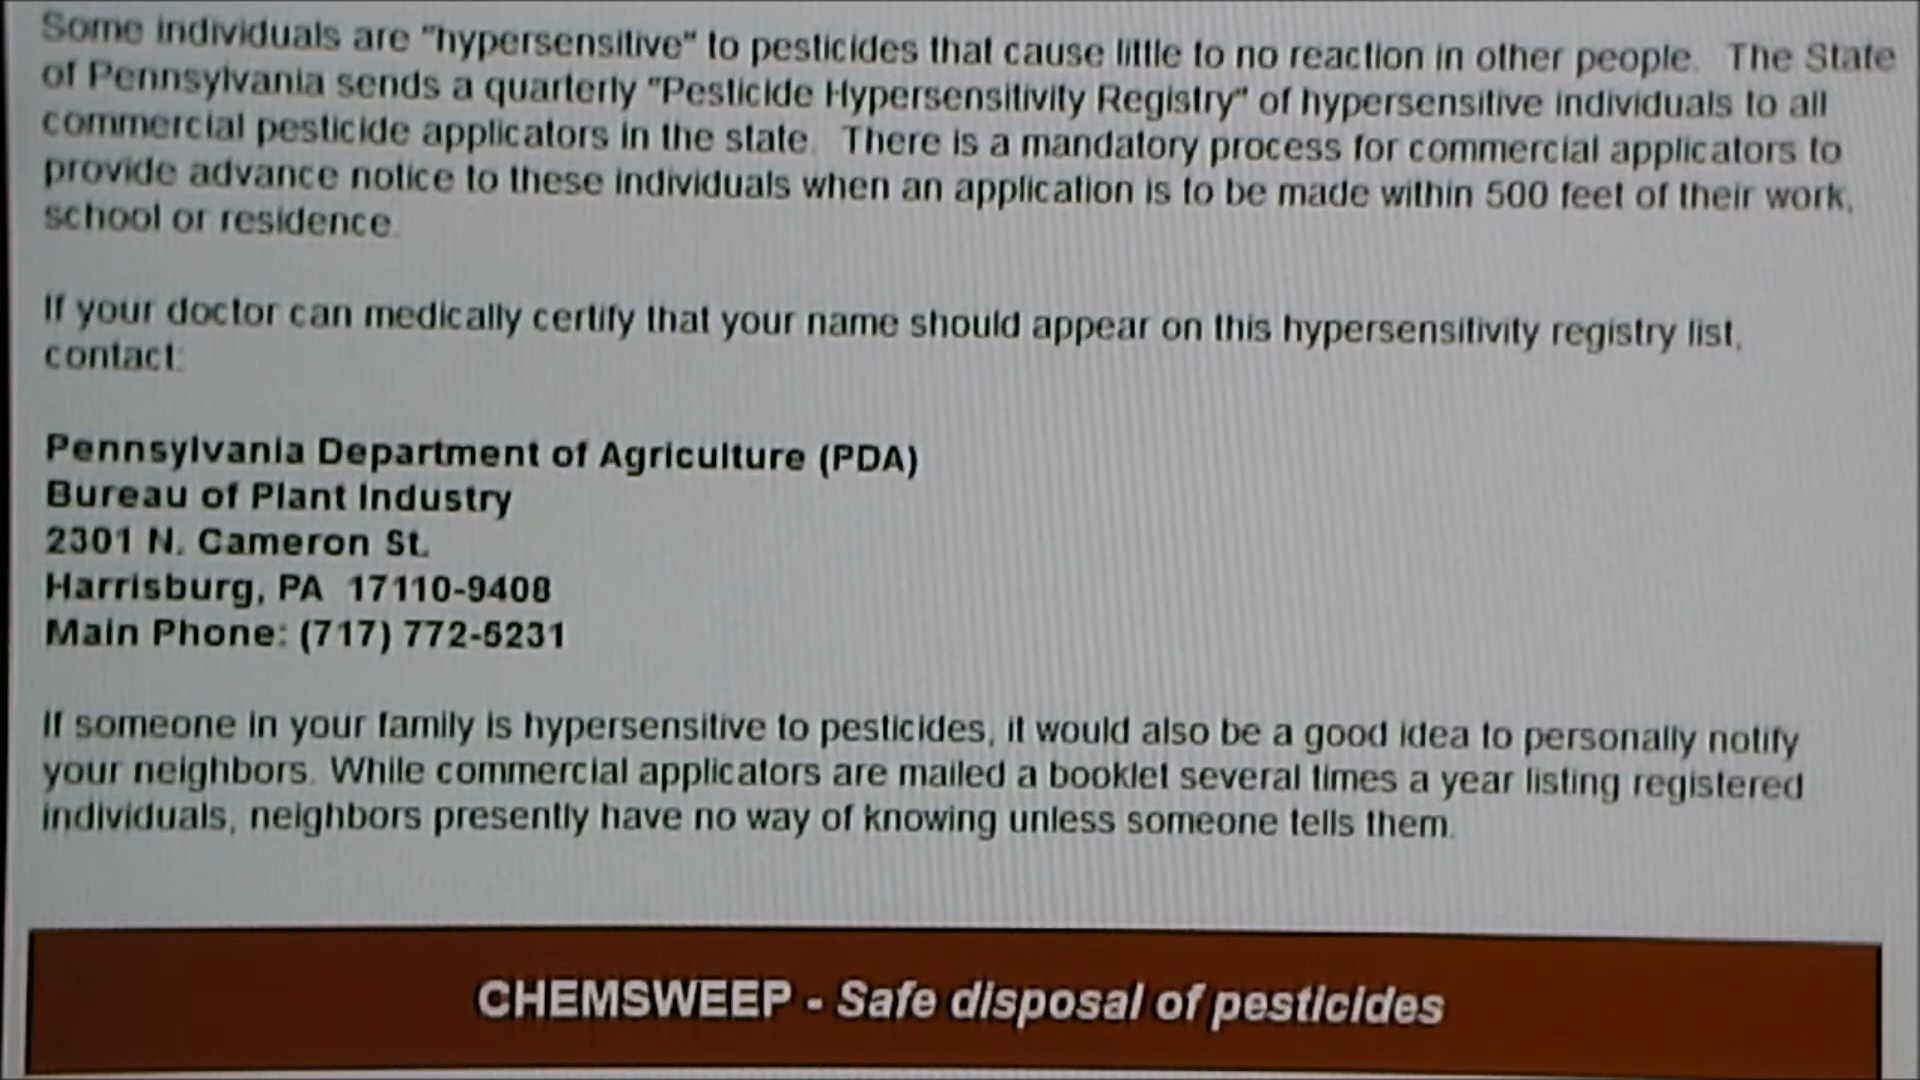 Some individuals are "hypersensitive" to pesticides that cause little to no reaction in other people. The State
of Pennsylvania sends a quarterly "Pesticide Hypersensitivity Registry" of hypersensitive individuals to all
commercial pesticide applicators in the state. There is a mandatory process for commercial applicators to
provide advance notice to these individuals when an application is to be made within 500 feet of their work,
school or residence.
If your doctor can medically certify that your name should appear on this hypersensitivity registry list,
contact:
Pennsylvania Department of Agriculture (PDA)
Bureau of Plant Industry
2301 N. Cameron St.
Harrisburg, PA 17110-9408
Main Phone: (717) 772-5231
If someone in your family is hypersensitive to pesticides, it would also be a good idea to personally notify
your neighbors. While commercial applicators are mailed a booklet several times a year listing registered
individuals, neighbors presently have no way of knowing unless someone tells them.
CHEMSWEEP - Safe disposal of pesticides